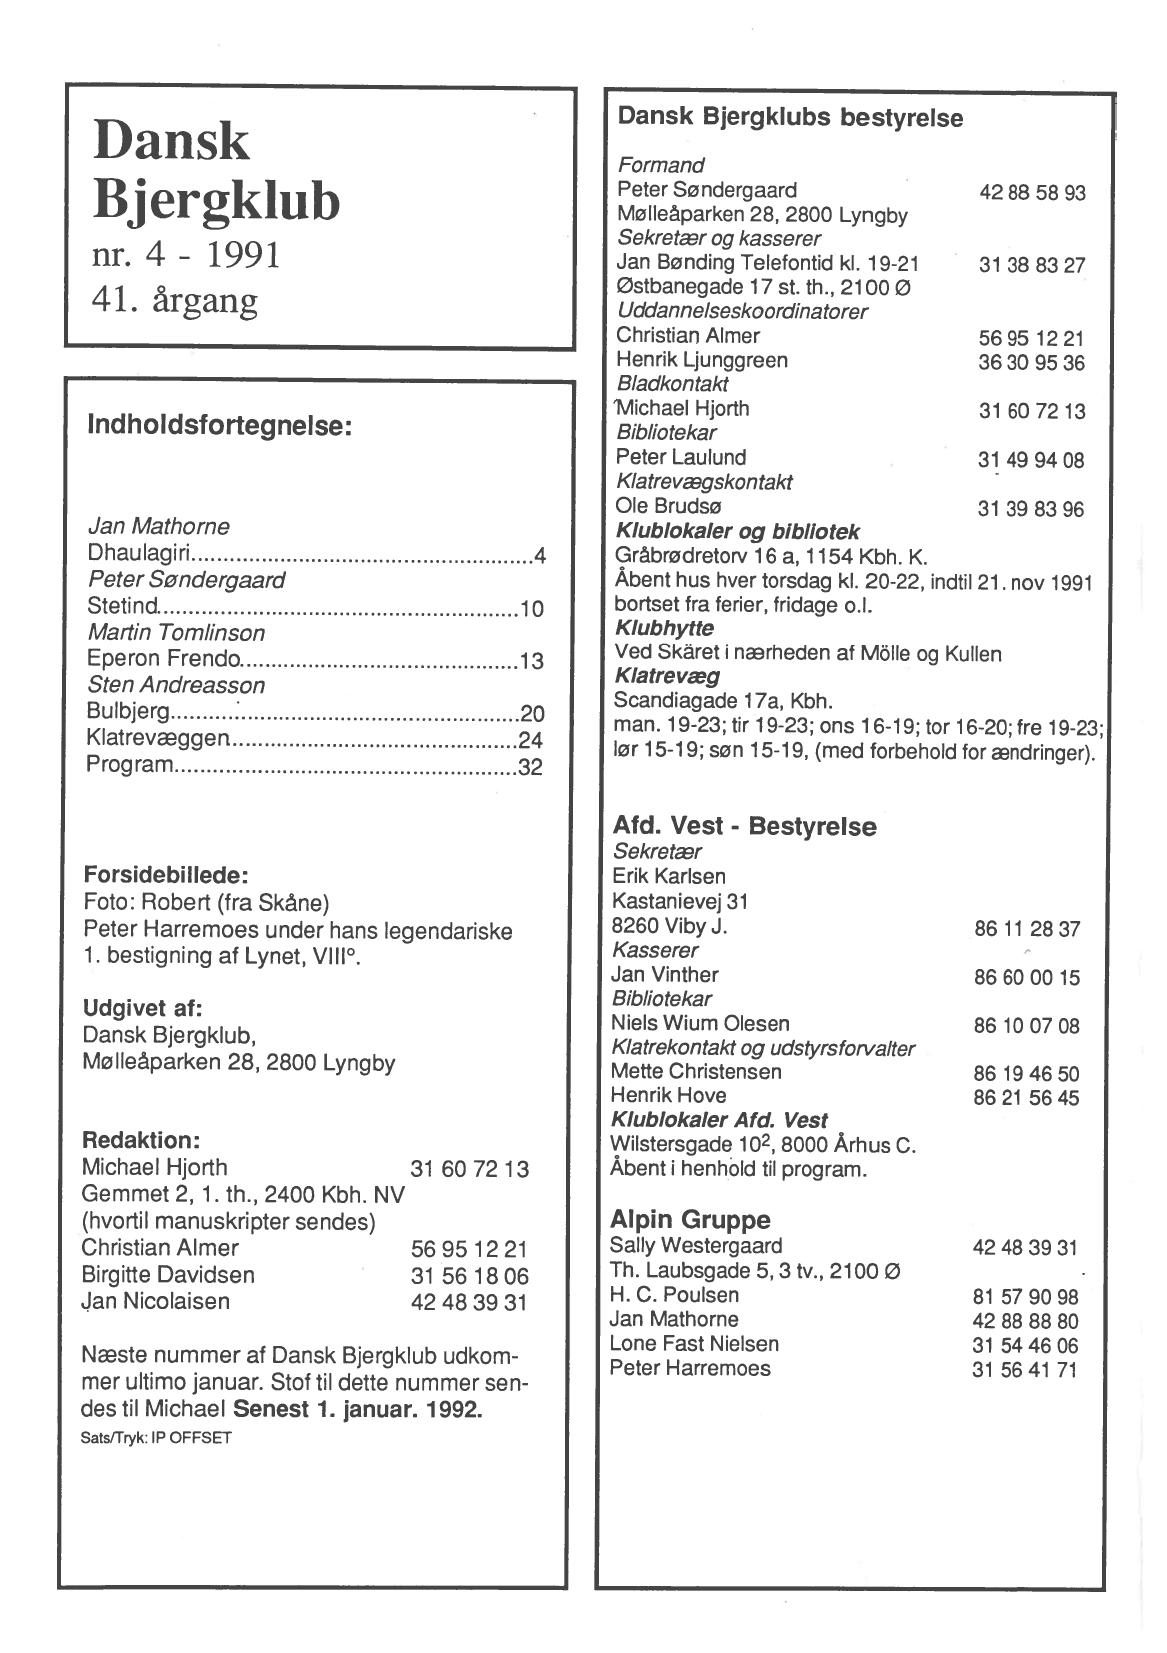 Dansk
Bjergklub
nr. 4 - 1991
41. årgang
Indholdsfortegnelse:
Jan Mathorne
Dhaulagiri.....................................................4
Peter Søndergaard
Stetind.......................................................10
Martin Tomlinson
Eperon Frendo...........................................13
Sten Andreasson
Bulbjerg......................................................20
Klatrevæggen............................................24
Program.....................................................32
Forsidebillede:
Foto: Robert (fra Skåne)
Peter Harremoes under hans legendariske
1. bestigning af Lynet, VIII°.
Udgivet af:
Dansk Bjergklub,
Mølleåparken 28, 2800 Lyngby
Redaktion:
Michael Hjorth 31 60 72 13
Gemmet 2, 1. th., 2400 Kbh. NV
(hvortil manuskripter sendes)
Christian Almer 56 95 12 21
Birgitte Davidsen 31 56 18 06
Jan Nicolaisen 42 48 39 31
Næste nummer af Dansk Bjergklub udkom-
mer ultimo januar. Stof til dette nummer sen-
des til Michael Senest 1. januar. 1992.
Sats/Tryk: IP OFFSET
Dansk Bjergklubs bestyrelse
Formand
Peter Søndergaard 42 88 58 93
Mølleåparken 28, 2800 Lyngby
Sekretær og kasserer
Jan Bønding Telefontid kl. 19-21 31 38 83 27
Østbanegade 17 st. th., 2100 Ø
Uddannelseskoordinatorer
Christian Almer 56 95 12 21
Henrik Ljunggreen 36 30 95 36
Bladkontakt
Michael Hjorth 31 60 72 13
Bibliotekar
Peter Laulund 31 49 94 08
Klatrevægskontakt
Ole Brudsø 31 39 83 96
Klublokaler og bibliotek
Gråbrødretorv 16 a, 1154 Kbh. K.
Åbent hus hver torsdag kl. 20-22, indtil 21. nov 1991
bortset fra ferier, fridage o.l.
Klubhytte
Ved Skäret i nærheden af Mölle og Kullen
Klatrevæg
Scandiagade 17a, Kbh.
man. 19-23; tir 19-23; ons 16-19; tor 16-20; fre 19-23;
lør 15-19; søn 15-19, (med forbehold for ændringer).
Afd. Vest - Bestyrelse
Sekretær
Erik Karlsen
Kastanievej 31
8260 Viby J. 86 11 28 37
Kasserer
Jan Vinther 86 60 00 15
Bibliotekar
Niels Wium Olesen 86 10 07 08
Klatrekontakt og udstyrsforvalter
Mette Christensen 86 19 46 50
Henrik Hove 86 21 56 45
Klublokaler Afd. Vest
Wilstersgade 10², 8000 Århus C.
Åbent i henhold til program.
Alpin Gruppe
Sally Westergaard 42 48 39 31
Th. Laubsgade 5, 3 tv., 2100 Ø
H. C. Poulsen 81 57 90 98
Jan Mathorne 42 88 88 80
Lone Fast Nielsen 31 54 46 06
Peter Harremoes 31 56 41 71